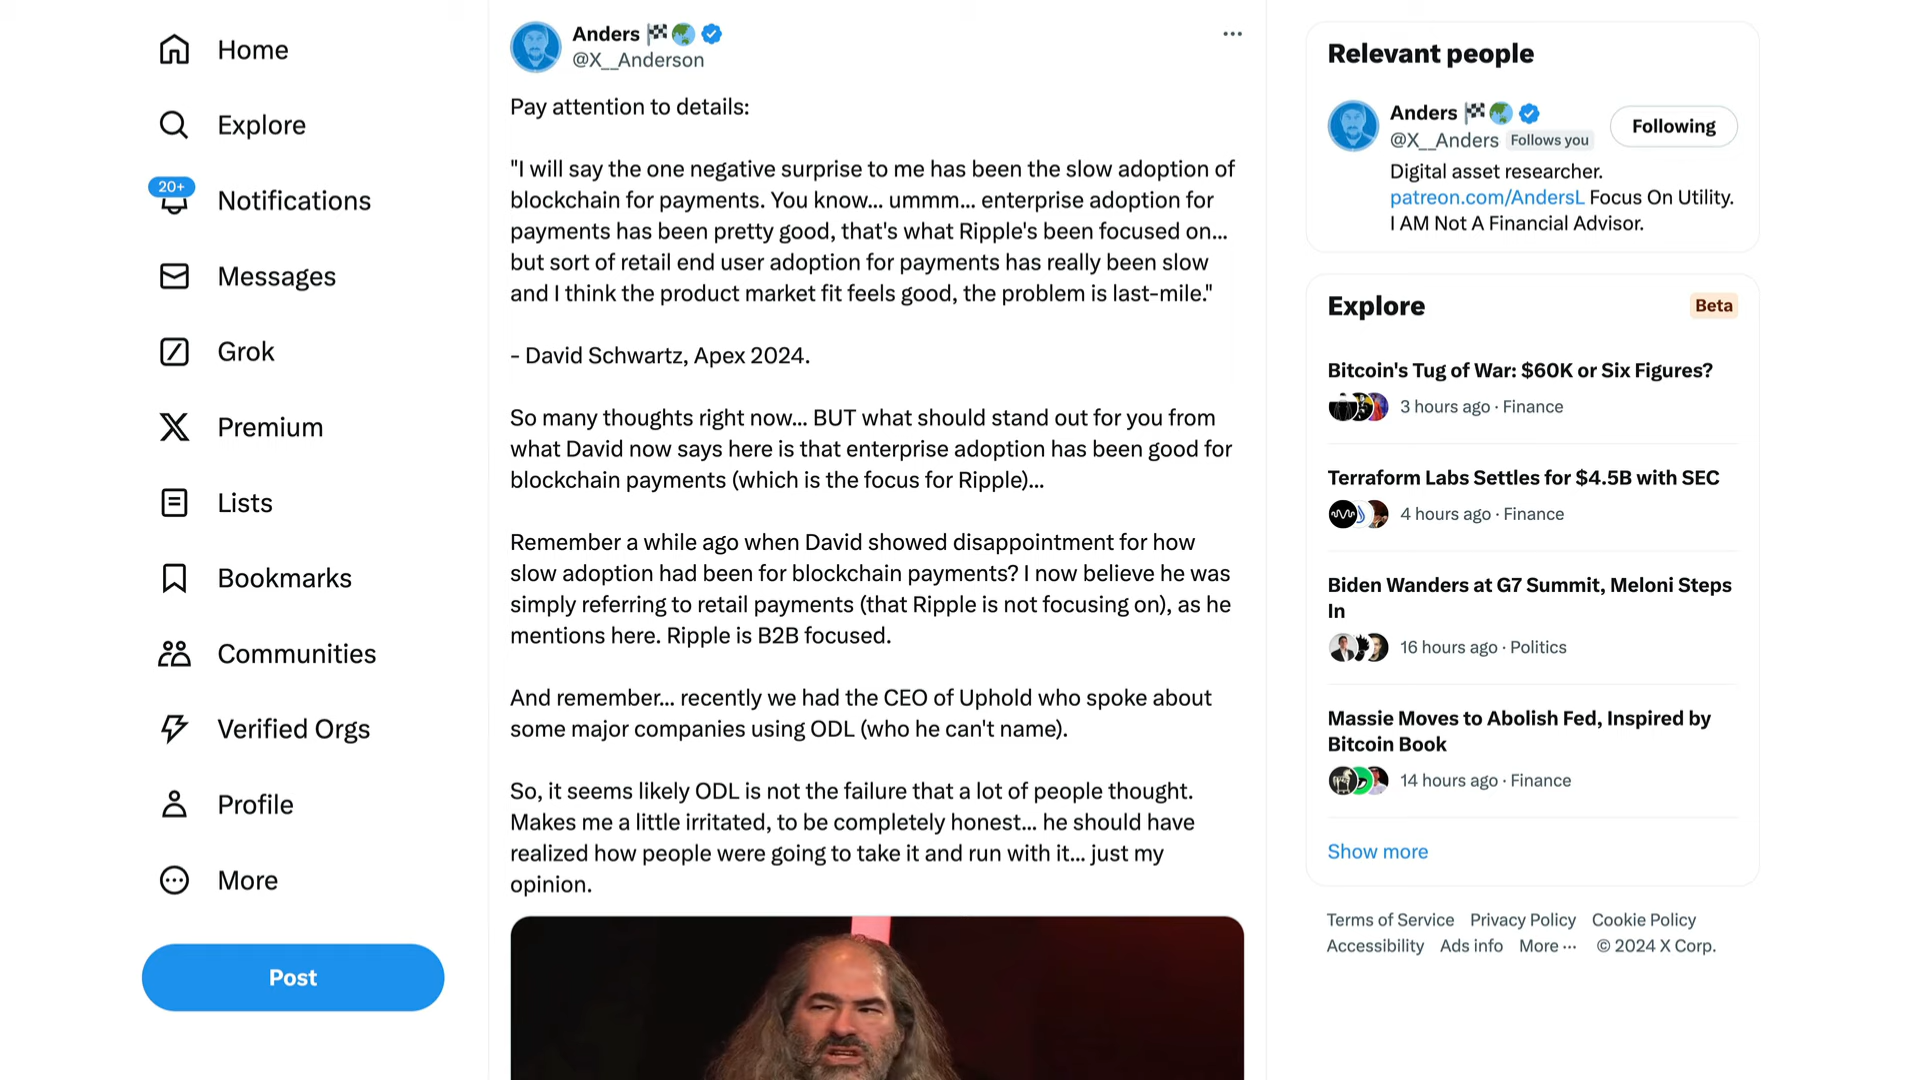 Home
Explore
20+
Notifications
Messages
Grok
Premium
Lists
Bookmarks
Communities
Verified Orgs
Profile
More
Post
Anders
@X__Anderson
Pay attention to details:
"I will say the one negative surprise to me has been the slow adoption of
blockchain for payments. You know... ummm... enterprise adoption for
payments has been pretty good, that's what Ripple's been focused on...
but sort of retail end user adoption for payments has really been slow
and I think the product market fit feels good, the problem is last-mile."
- David Schwartz, Apex 2024.
So many thoughts right now... BUT what should stand out for you from
what David now says here is that enterprise adoption has been good for
blockchain payments (which is the focus for Ripple)...
Remember a while ago when David showed disappointment for how
slow adoption had been for blockchain payments? I now believe he was
simply referring to retail payments (that Ripple is not focusing on), as he
mentions here. Ripple is B2B focused.
And remember... recently we had the CEO of Uphold who spoke about
some major companies using ODL (who he can't name).
So, it seems likely ODL is not the failure that a lot of people thought.
Makes me a little irritated, to be completely honest... he should have
realized how people were going to take it and run with it... just my
opinion.
Relevant people
Anders
@X__Anders Follows you
Following
Digital asset researcher.
patreon.com/AndersL Focus On Utility.
I AM Not A Financial Advisor.
Explore
Beta
Bitcoin's Tug of War: $60K or Six Figures?
3 hours ago · Finance
Terraform Labs Settles for $4.5B with SEC
4 hours ago · Finance
Biden Wanders at G7 Summit, Meloni Steps
In
16 hours ago · Politics
Massie Moves to Abolish Fed, Inspired by
Bitcoin Book
14 hours ago · Finance
Show more
Terms of Service Privacy Policy Cookie Policy
Accessibility Ads info More ··· © 2024 X Corp.